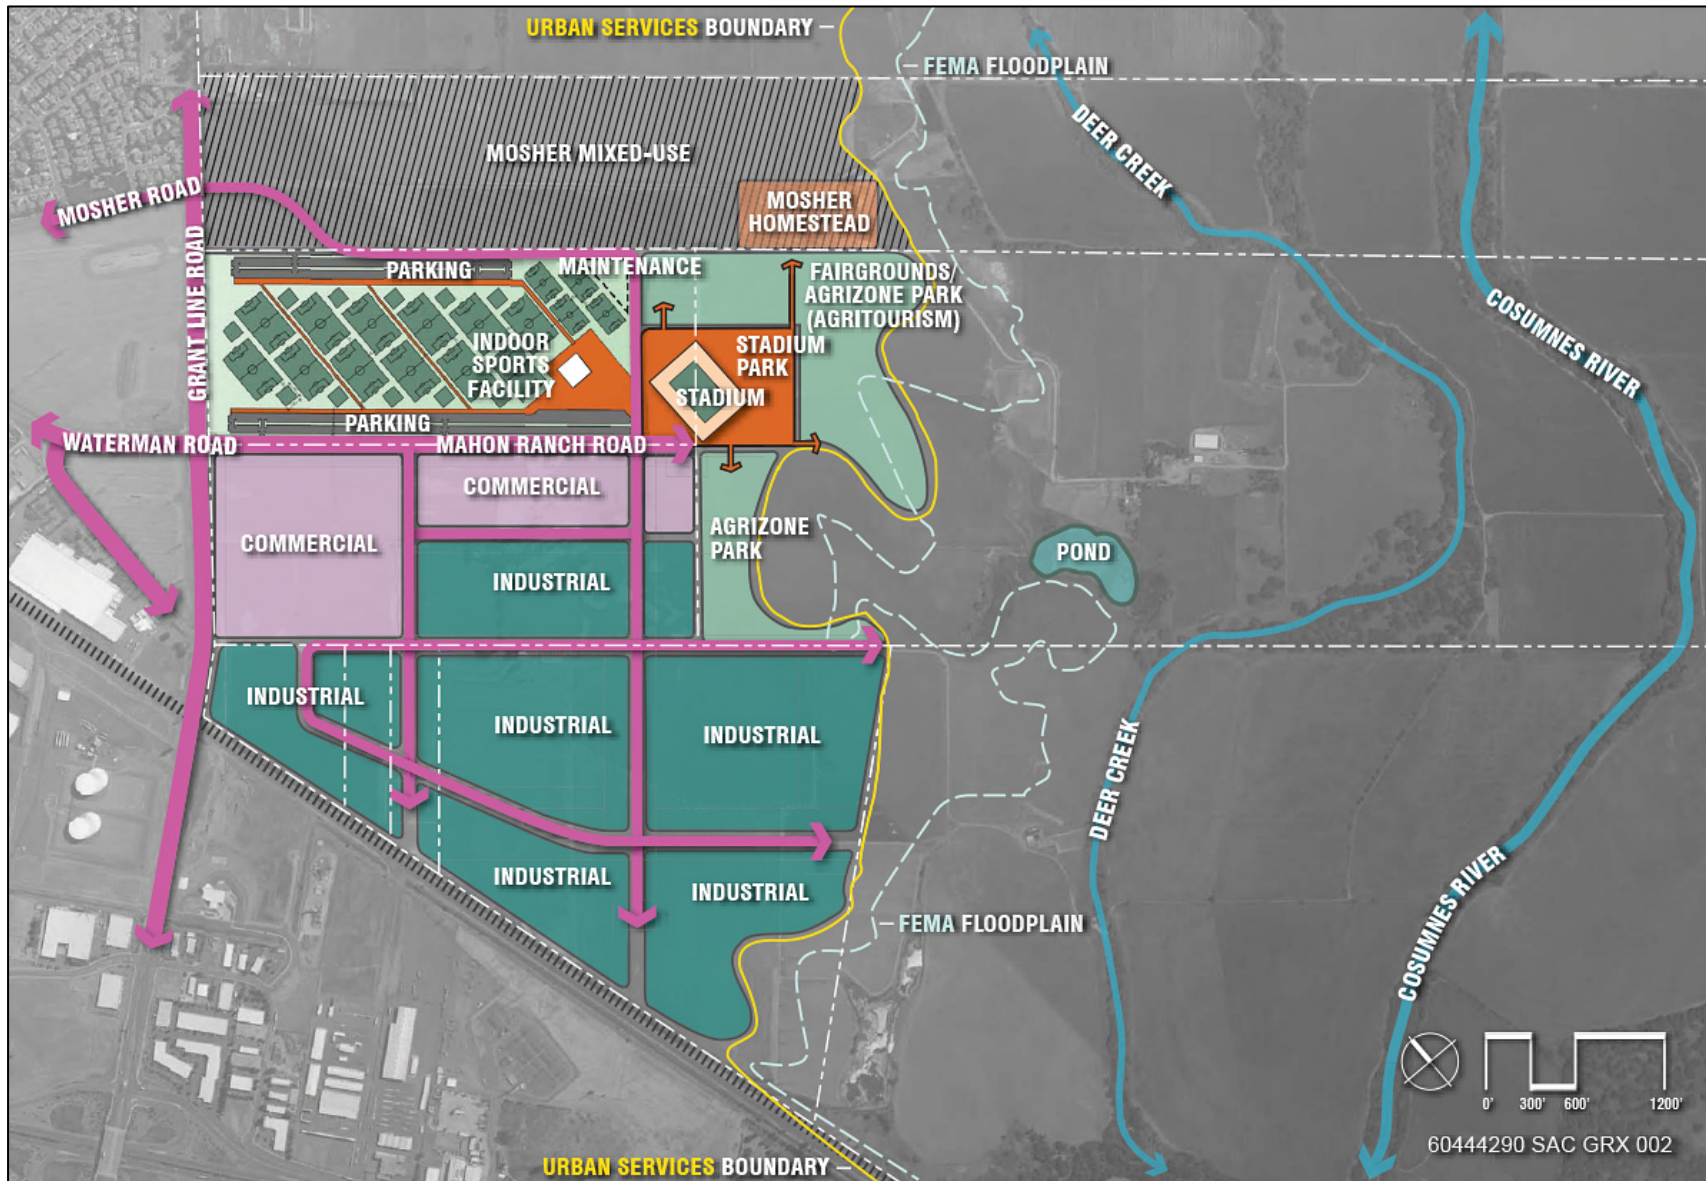 URBAN SERVICES BOUNDARY
FEMA FLOODPLAIN
DEER CREEK
COSUMNES RIVER
MOSHER MIXED-USE
MOSHER ROAD
MOSHER
HOMESTEAD
GRANT LINE ROAD
PARKING
MAINTENANCE
FAIRGROUNDS/
AGRIZONE PARK
(AGRITOURISM)
INDOOR
SPORTS
FACILITY
STADIUM
PARK
STADIUM
PARKING
WATERMAN ROAD
MAHON RANCH ROAD
COMMERCIAL
COMMERCIAL
AGRIZONE
PARK
POND
INDUSTRIAL
INDUSTRIAL
INDUSTRIAL
INDUSTRIAL
DEER CREEK
INDUSTRIAL
INDUSTRIAL
FEMA FLOODPLAIN
COSUMNES RIVER
0' 300' 600' 1200'
60444290 SAC GRX 002
URBAN SERVICES BOUNDARY